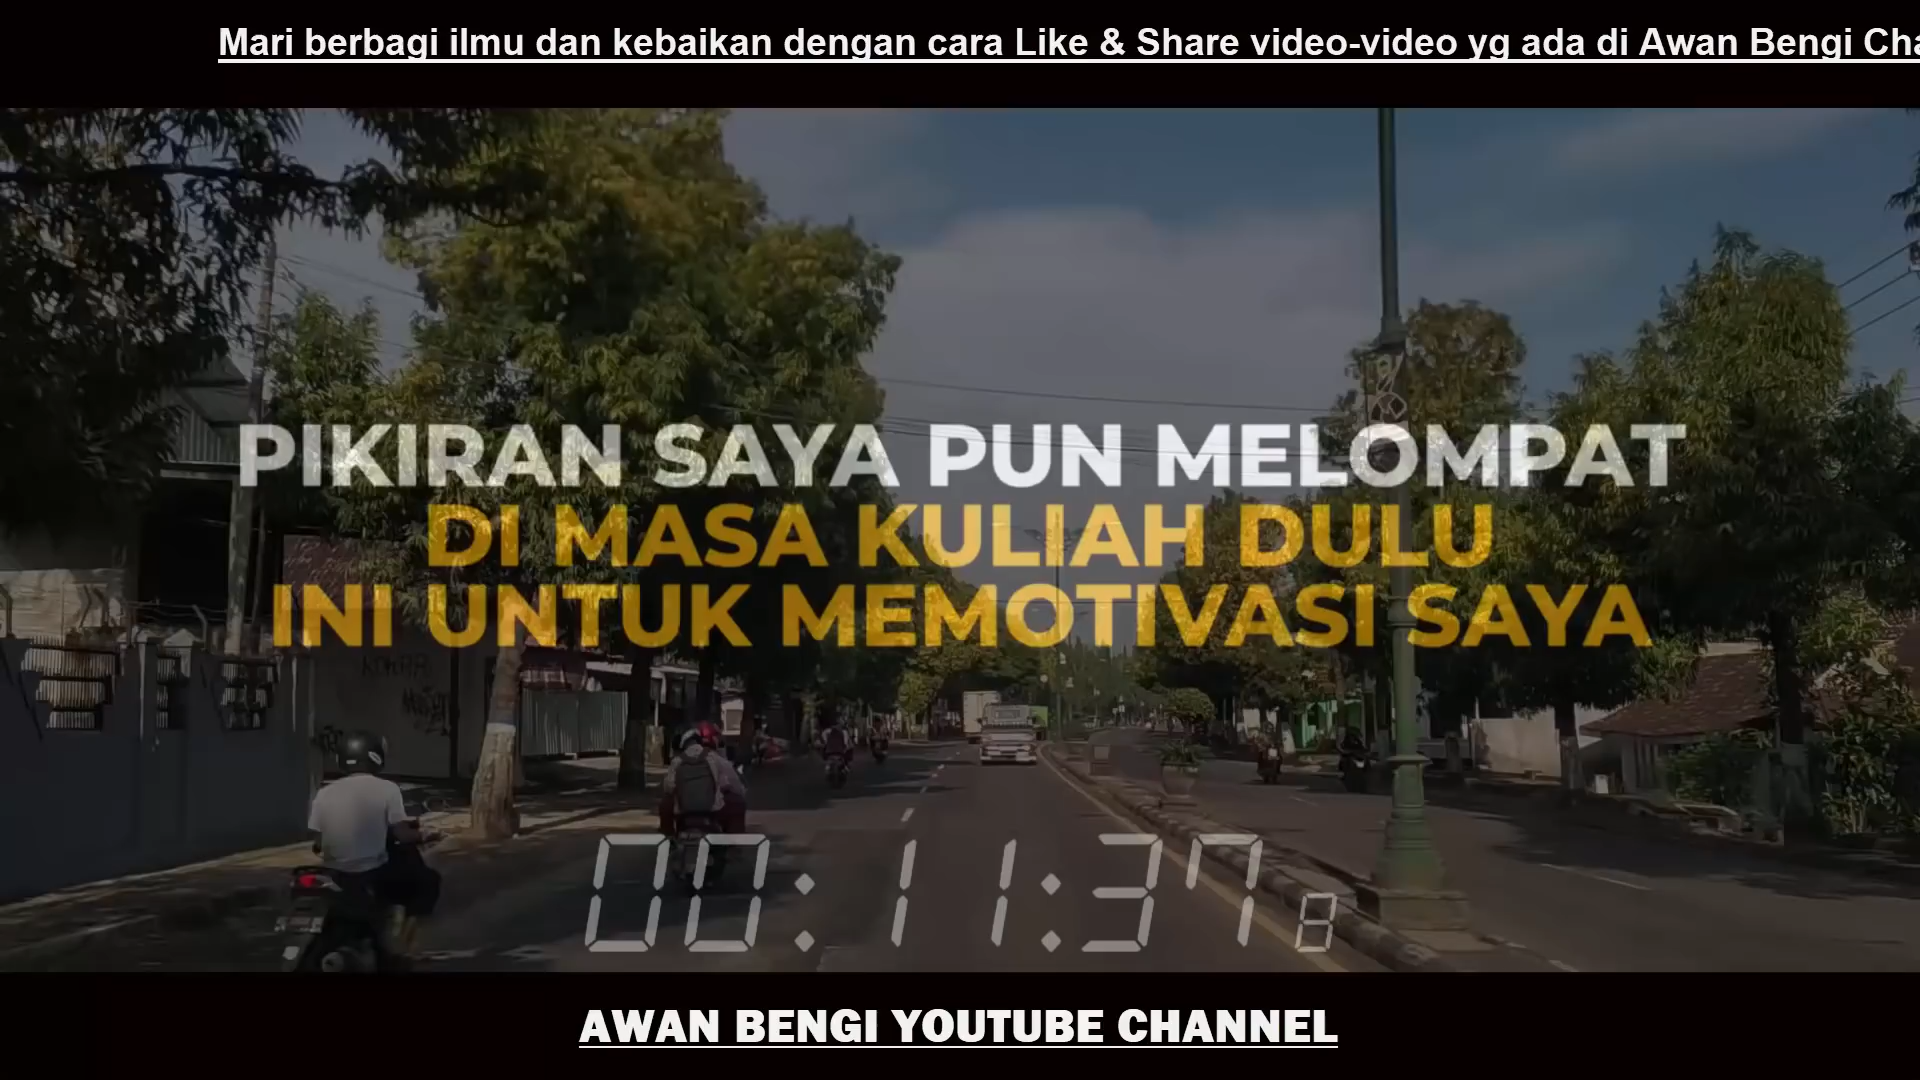 Mari berbagi ilmu dan kebaikan dengan cara Like & Share video-video yg ada di Awan Bengi
PIKIRAN SAYA PUN MELOMPAT
DI MASA KULIAH DULU
INI UNTUK MEMOTIVASI SAYA
00:11:37 8
AWAN BENGI YOUTUBE CHANNEL